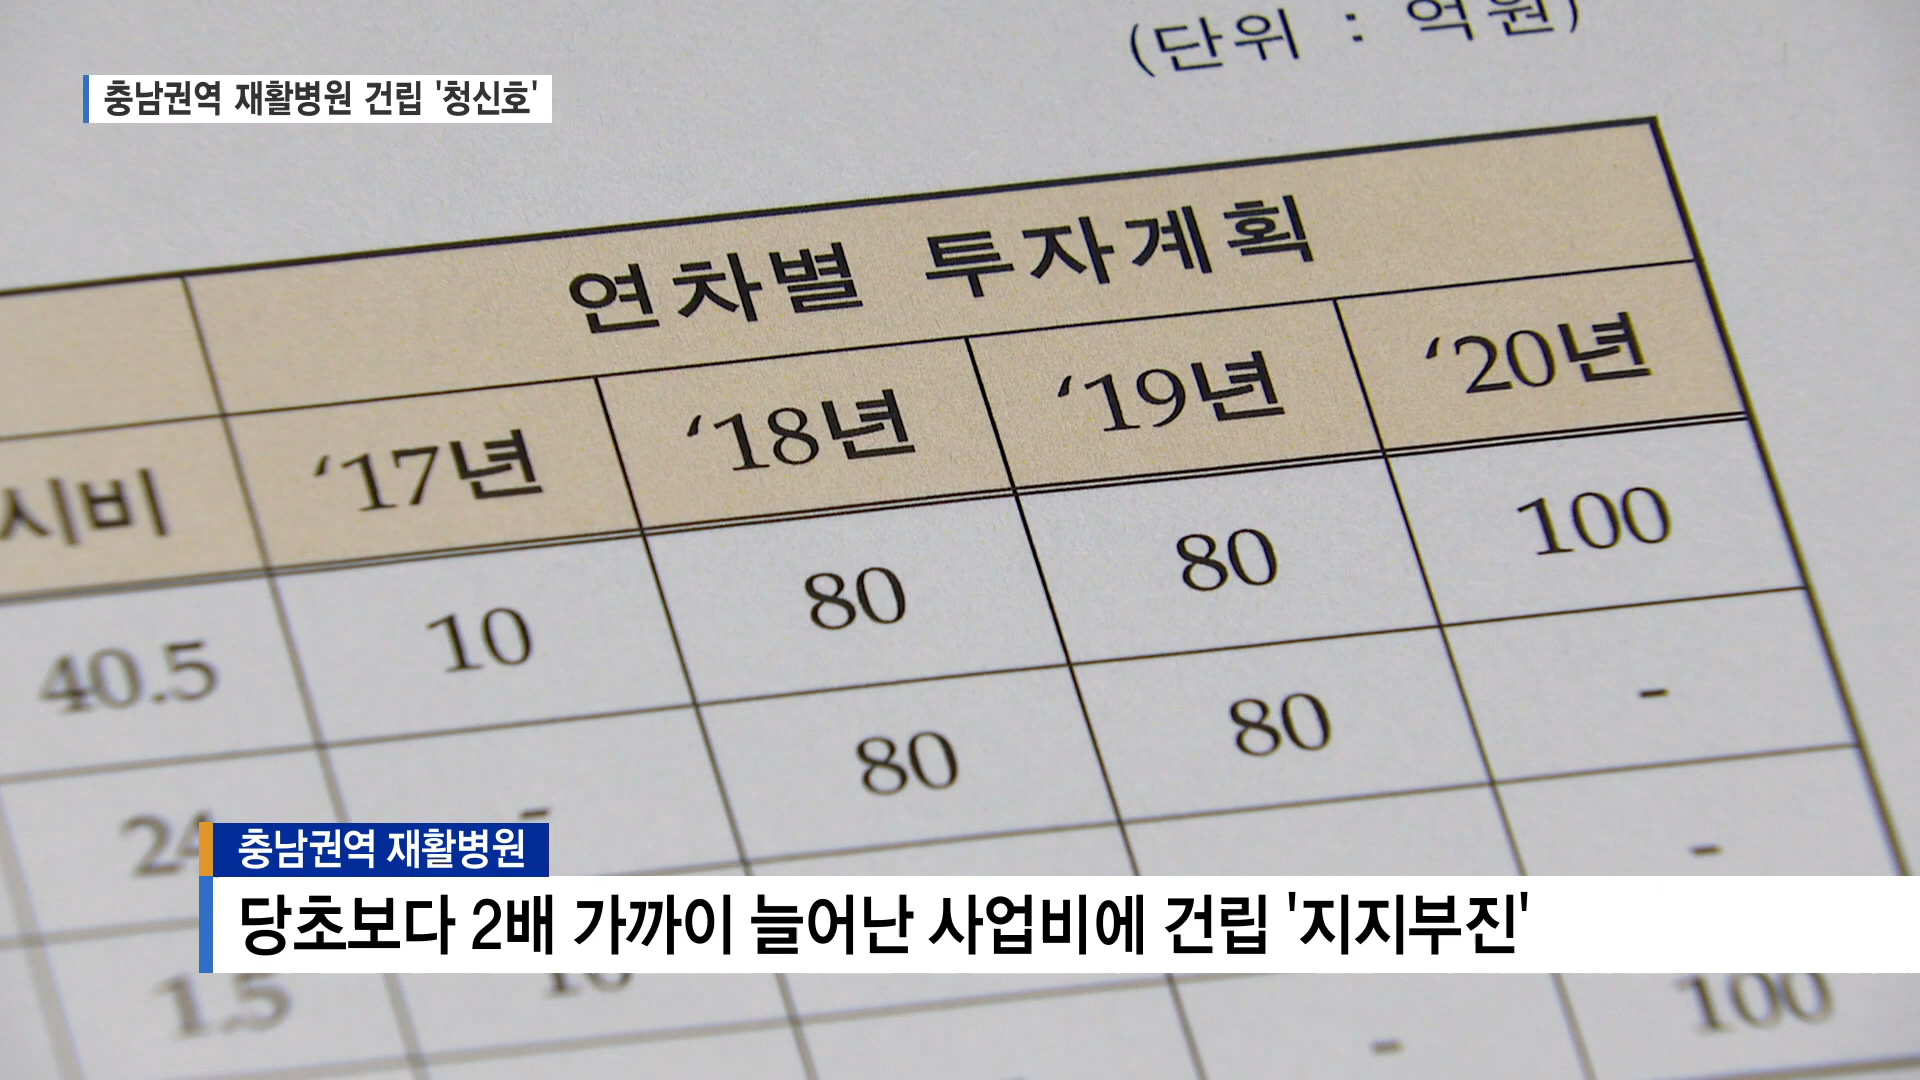 (단위 : 억원)
충남권역 재활병원 건립 '청신호'
연차별 투자계획
시비 ‘17년 ‘18년 ‘19년 ‘20년
40.5 10 80 80 100
24 - 80 80 -
-
충남권역 재활병원
당초보다 2배 가까이 늘어난 사업비에 건립 '지지부진'
1.5 10 - 100